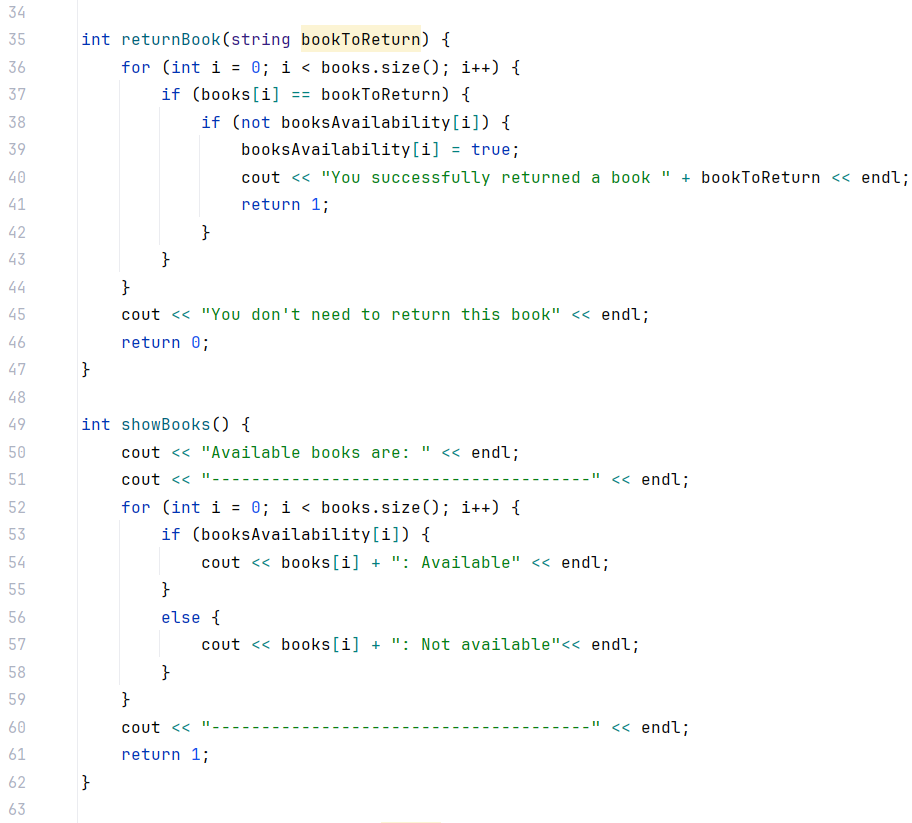 34
35 int returnBook(string bookToReturn) {
36 for (int i = 0; i < books.size(); i++) {
37 if (books[i] == bookToReturn) {
38 if (not booksAvailability[i]) {
39 booksAvailability[i] = true;
40 cout << "You successfully returned a book " + bookToReturn << endl;
41 return 1;
42 }
43 }
44 }
45 cout << "You don't need to return this book" << endl;
46 return 0;
47 }
48
49 int showBooks() {
50 cout << "Available books are: " << endl;
51 cout << "--------------------------------------" << endl;
52 for (int i = 0; i < books.size(); i++) {
53 if (booksAvailability[i]) {
54 cout << books[i] + ": Available" << endl;
55 }
56 else {
57 cout << books[i] + ": Not available"<< endl;
58 }
59 }
60 cout << "--------------------------------------" << endl;
61 return 1;
62 }
63